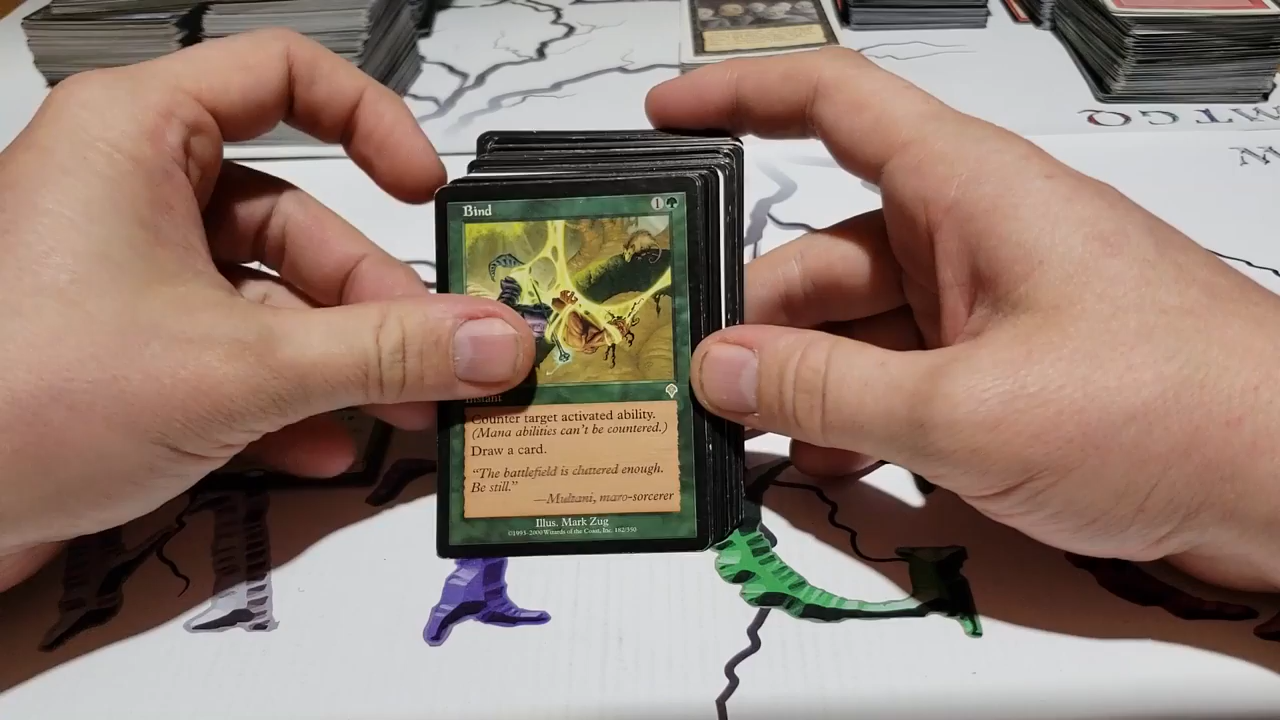 MTGO
Bind
1
Instant
Counter target activated ability.
(Mana abilities can't be countered.)
Draw a card.
"The battlefield is cluttered enough.
Be still."
—Multani, maro-sorcerer
Illus. Mark Zug
©1993-2000 Wizards of the Coast, Inc. 182/350